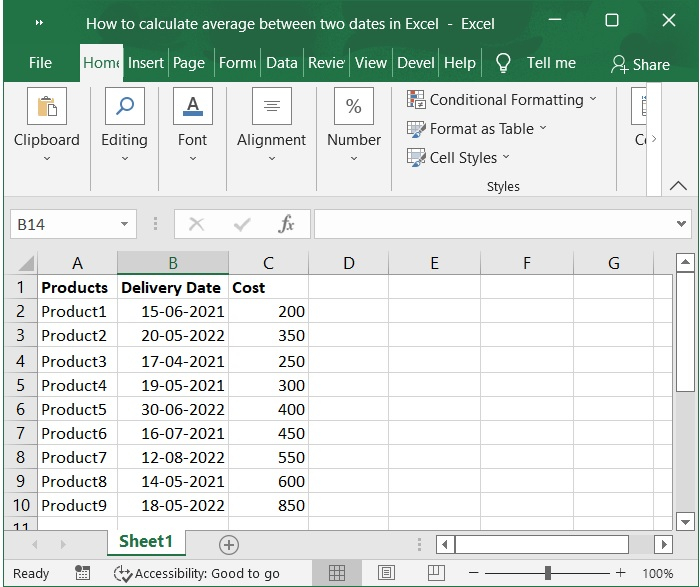 How to calculate average between two dates in Excel - Excel
File Home Insert Page Formu Data Review View Devel Help Tell me Share
Conditional Formatting
Format as Table
Cell Styles
Clipboard Editing Font Alignment Number
Styles
B14 fx
A B C D E F G
1 Products Delivery Date Cost
2 Product1 15-06-2021 200
3 Product2 20-05-2022 350
4 Product3 17-04-2021 250
5 Product4 19-05-2021 300
6 Product5 30-06-2022 400
7 Product6 16-07-2021 450
8 Product7 12-08-2022 550
9 Product8 14-05-2021 600
10 Product9 18-05-2022 850
11
Sheet1
Ready Accessibility: Good to go 100%